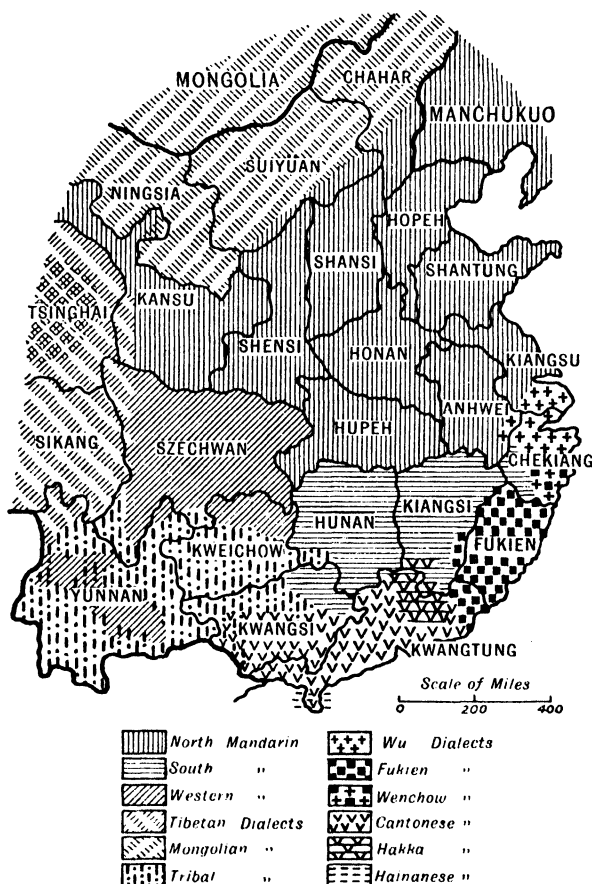 MONGOLIA
CHAHAR
MANCHUKUO
SUIYUAN
NINGSIA
HOPEH
SHANSI
SHANTUNG
KANSU
TSINGHAI
SHENSI
HONAN
KIANGSU
ANHWEI
SIKANG
SZECHWAN
HUPEH
CHEKIANG
HUNAN
KIANGSI
KWEICHOW
FUKIEN
YUNNAN
KWANGSI
KWANGTUNG
Scale of Miles
0 200 400
North Mandarin
South "
Western "
Tibetan Dialects
Mongolian "
Tribal "
Wu Dialects
Fukien "
Wenchow "
Cantonese "
Hakka "
Hainanese "